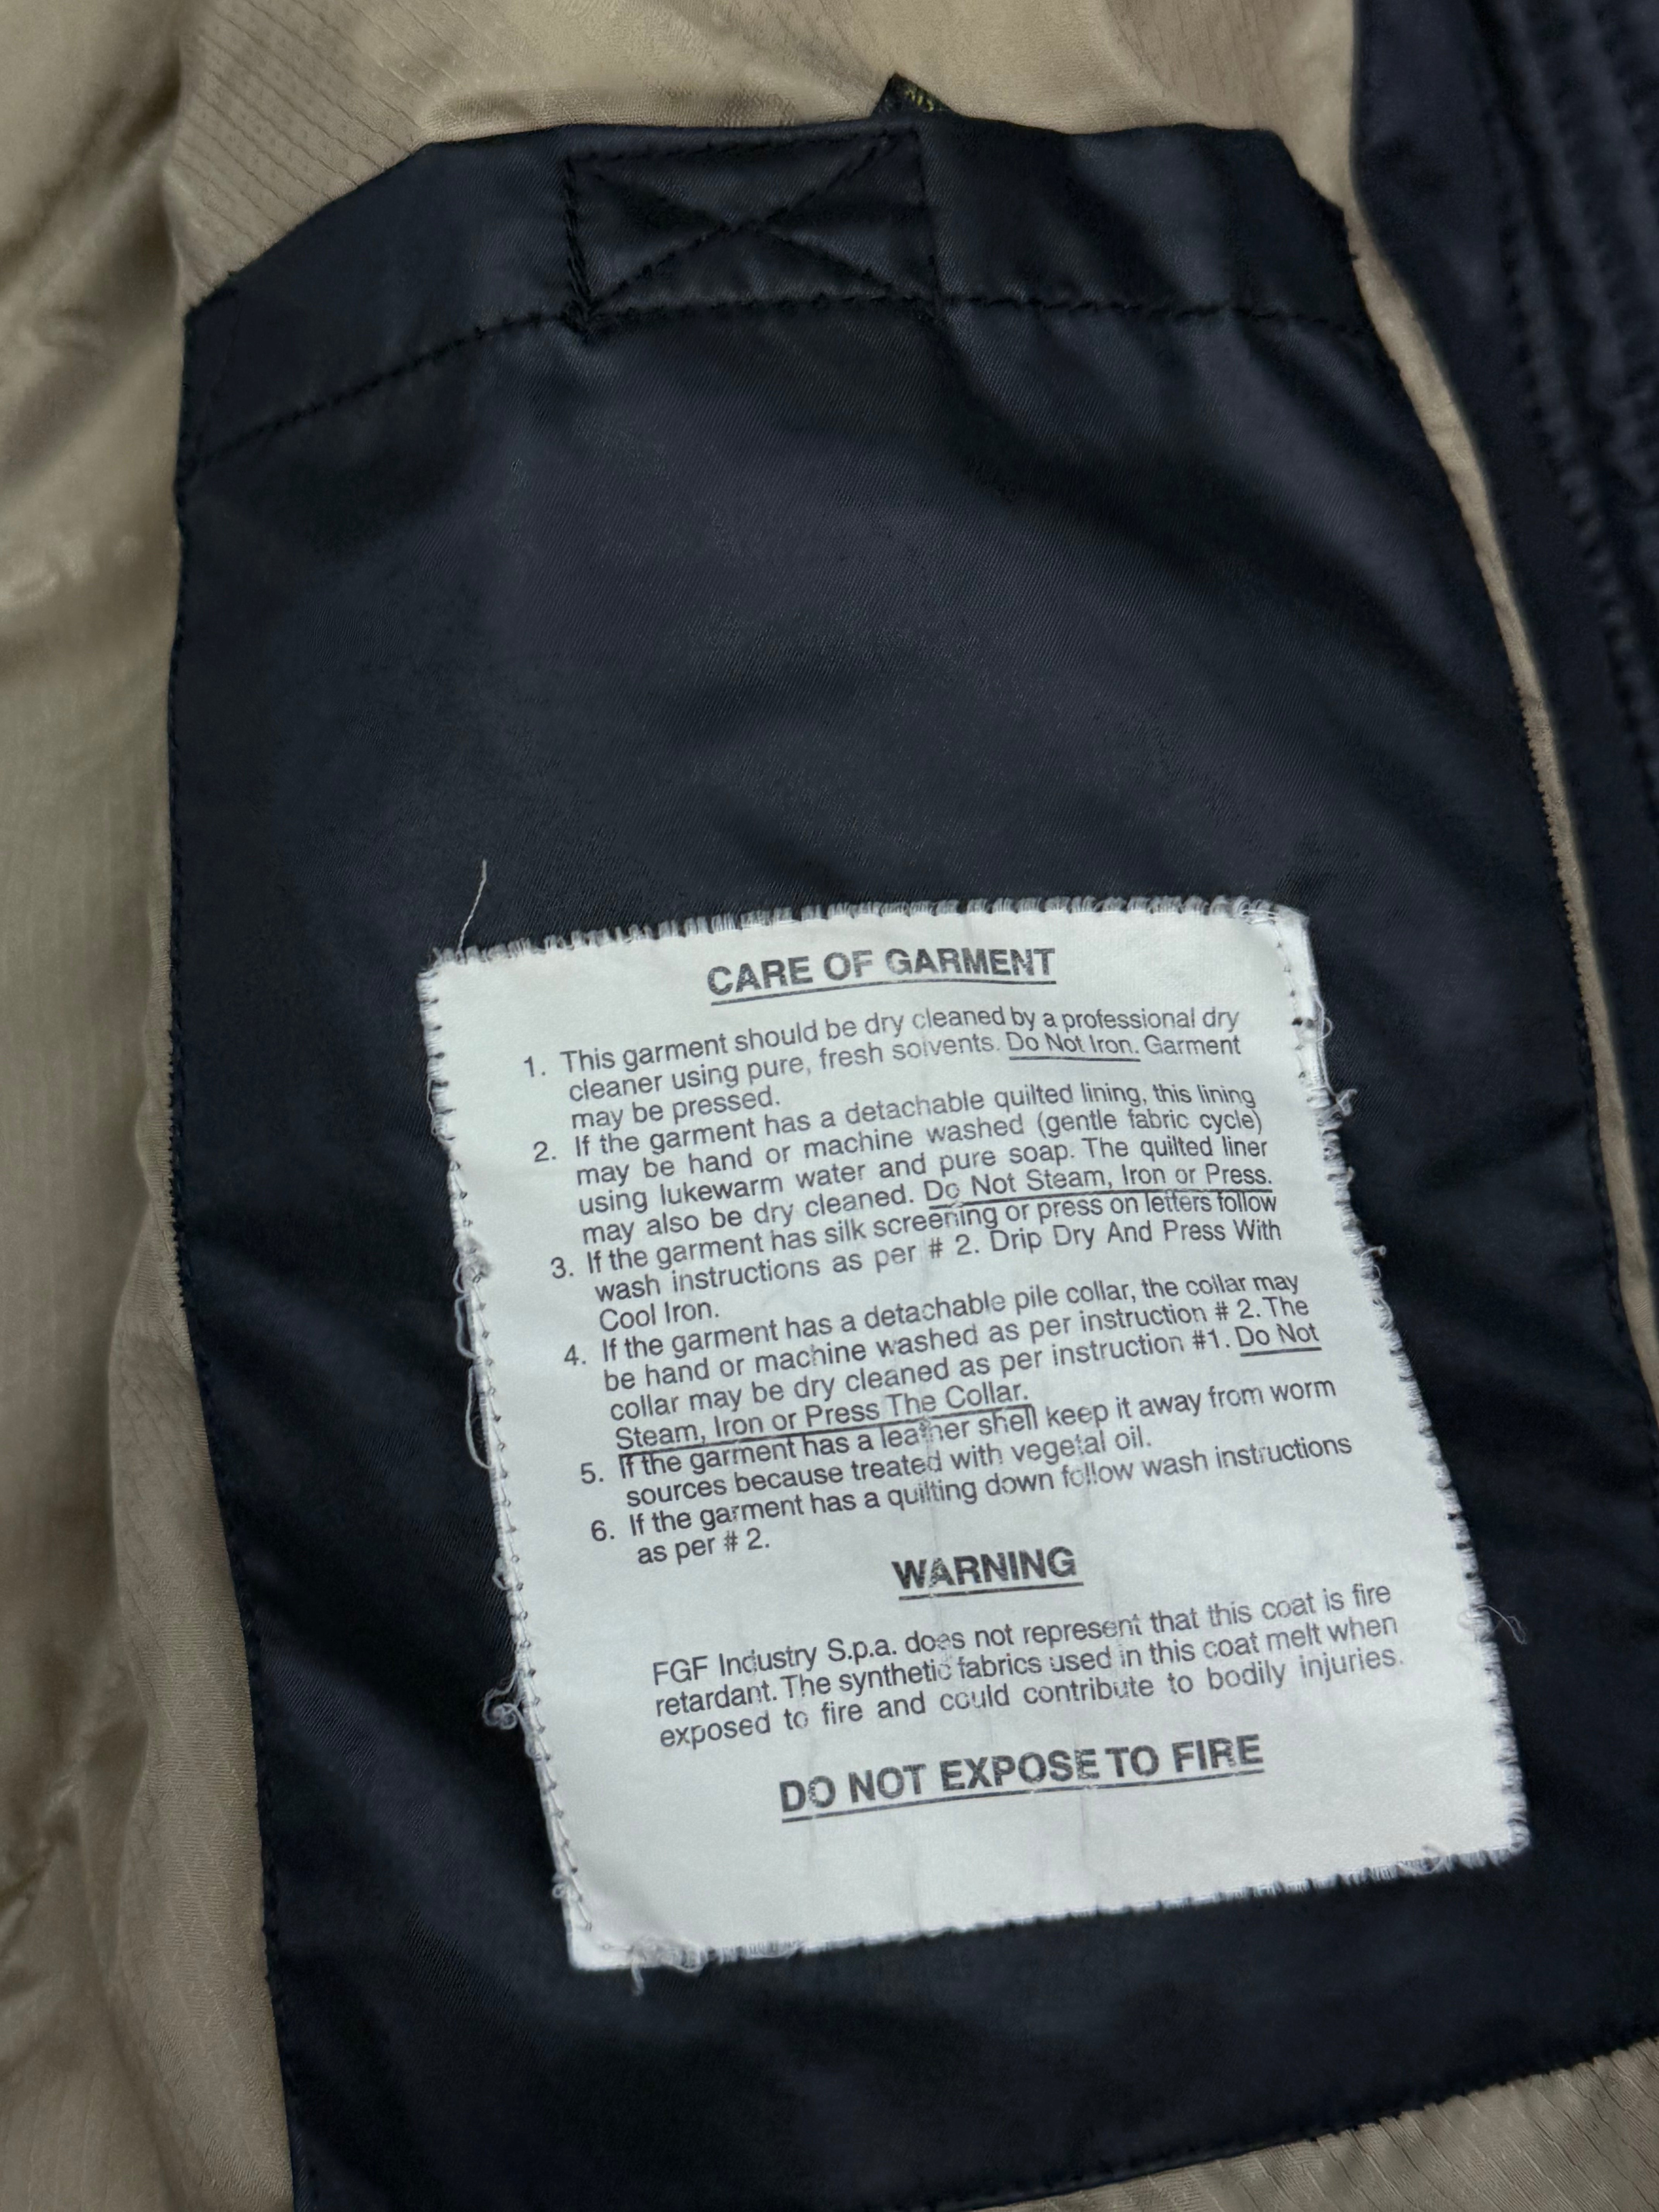 CARE OF GARMENT
1. This garment should be dry cleaned by a professional dry
cleaner using pure, fresh solvents. Do Not Iron. Garment
may be pressed.
2. If the garment has a detachable quilted lining, this lining
may be hand or machine washed (gentle fabric cycle)
using lukewarm water and pure soap. The quilted liner
may also be dry cleaned. Do Not Steam, Iron or Press.
3. If the garment has silk screening or press on letters follow
wash instructions as per # 2. Drip Dry And Press With
Cool Iron.
4. If the garment has a detachable pile collar, the collar may
be hand or machine washed as per instruction # 2. The
collar may be dry cleaned as per instruction #1. Do Not
Steam, Iron or Press The Collar.
5. If the garment has a leather shell keep it away from worm
sources because treated with vegetal oil.
6. If the garment has a quilting down follow wash instructions
as per # 2.
WARNING
FGF Industry S.p.a. does not represent that this coat is fire
retardant. The synthetic fabrics used in this coat melt when
exposed to fire and could contribute to bodily injuries.
DO NOT EXPOSE TO FIRE